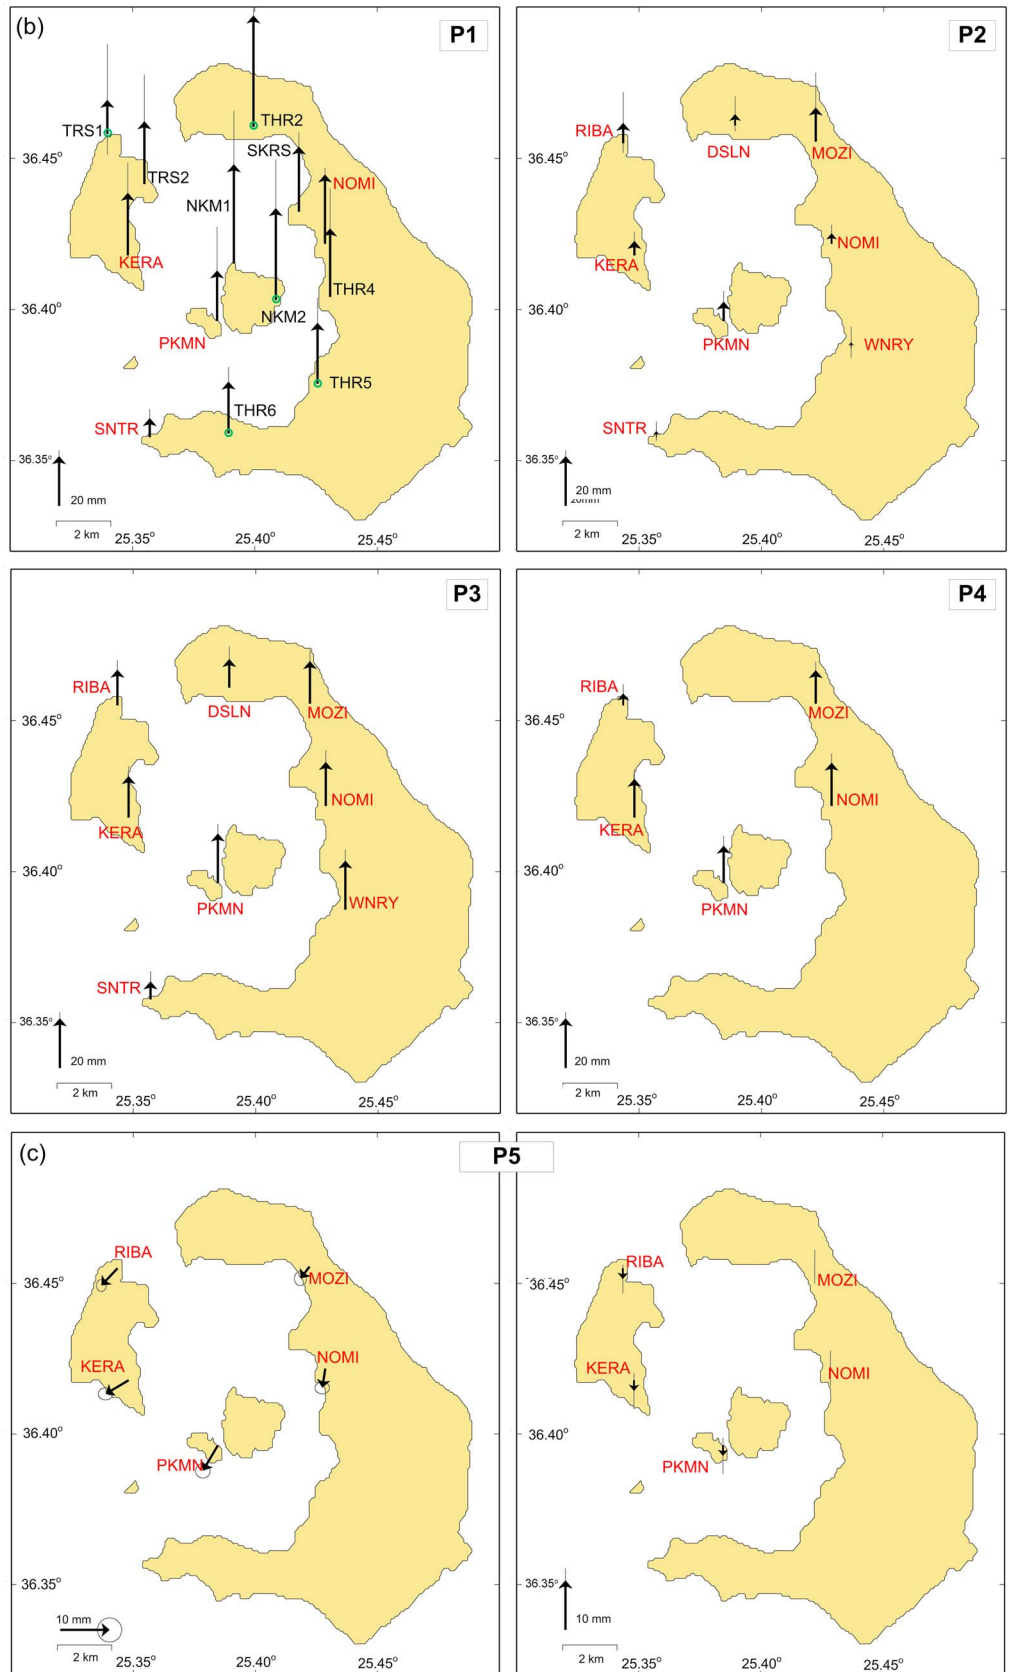 (b)
P1
THR2
TRS1
SKRS
36.45°
TRS2
NOMI
NKM1
KERA
THR4
36.40°
NKM2
PKMN
THR5
THR6
SNTR
36.35°
20 mm
2 km
25.35°
25.40°
25.45°
P2
RIBA
DSLN
MOZI
36.45°
NOMI
KERA
36.40°
PKMN
WNRY
SNTR
36.35°
20 mm
20mm
2 km
25.35°
25.40°
25.45°
P3
RIBA
DSLN
MOZI
36.45°
NOMI
KERA
36.40°
WNRY
PKMN
SNTR
36.35°
20 mm
2 km
25.35°
25.40°
25.45°
P4
RIBA
MOZI
36.45°
NOMI
KERA
36.40°
PKMN
36.35°
20 mm
2 km
25.35°
25.40°
25.45°
(c)
P5
RIBA
MOZI
36.45°
NOMI
KERA
36.40°
PKMN
36.35°
10 mm
2 km
25.35°
25.40°
25.45°
RIBA
MOZI
36.45°
KERA
NOMI
36.40°
PKMN
36.35°
10 mm
2 km
25.35°
25.40°
25.45°